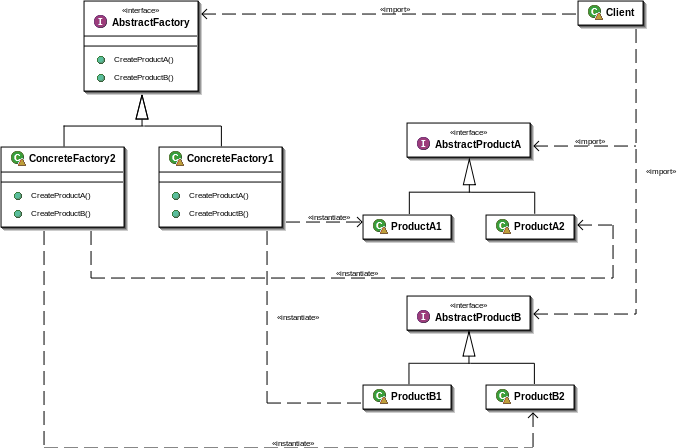 «interface»
I AbstractFactory
CreateProductA()
CreateProductB()
«import»
C Client
C ConcreteFactory2
CreateProductA()
CreateProductB()
C ConcreteFactory1
CreateProductA()
CreateProductB()
«interface»
I AbstractProductA
«import»
«import»
«instantiate»
C ProductA1
C ProductA2
«instantiate»
«interface»
I AbstractProductB
«instantiate»
C ProductB1
C ProductB2
«instantiate»